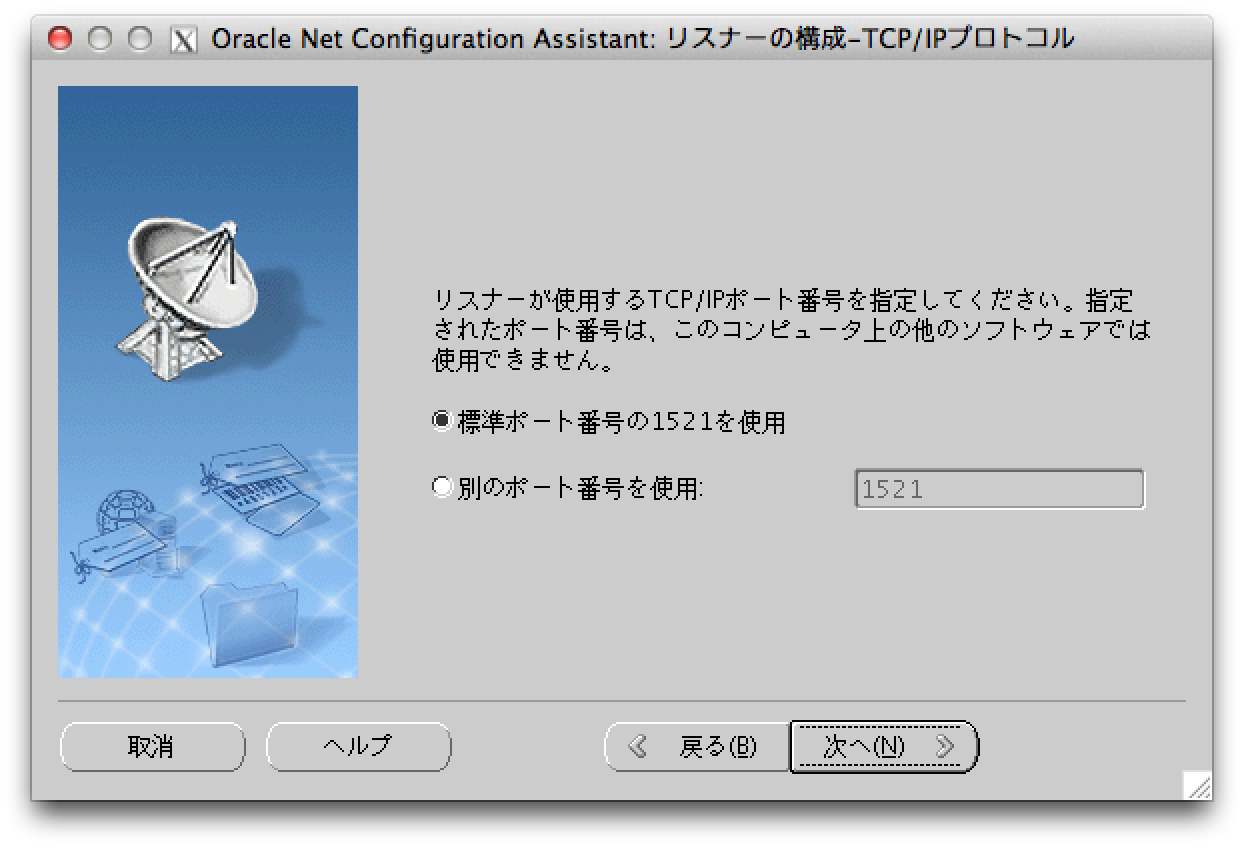 Oracle Net Configuration Assistant: リスナーの構成-TCP/IPプロトコル
リスナーが使用するTCP/IPポート番号を指定してください。指定
されたポート番号は、このコンピュータ上の他のソフトウェアでは
使用できません。
標準ポート番号の1521を使用
別のポート番号を使用:
1521
取消
ヘルプ
戻る(B)
次へ(N)